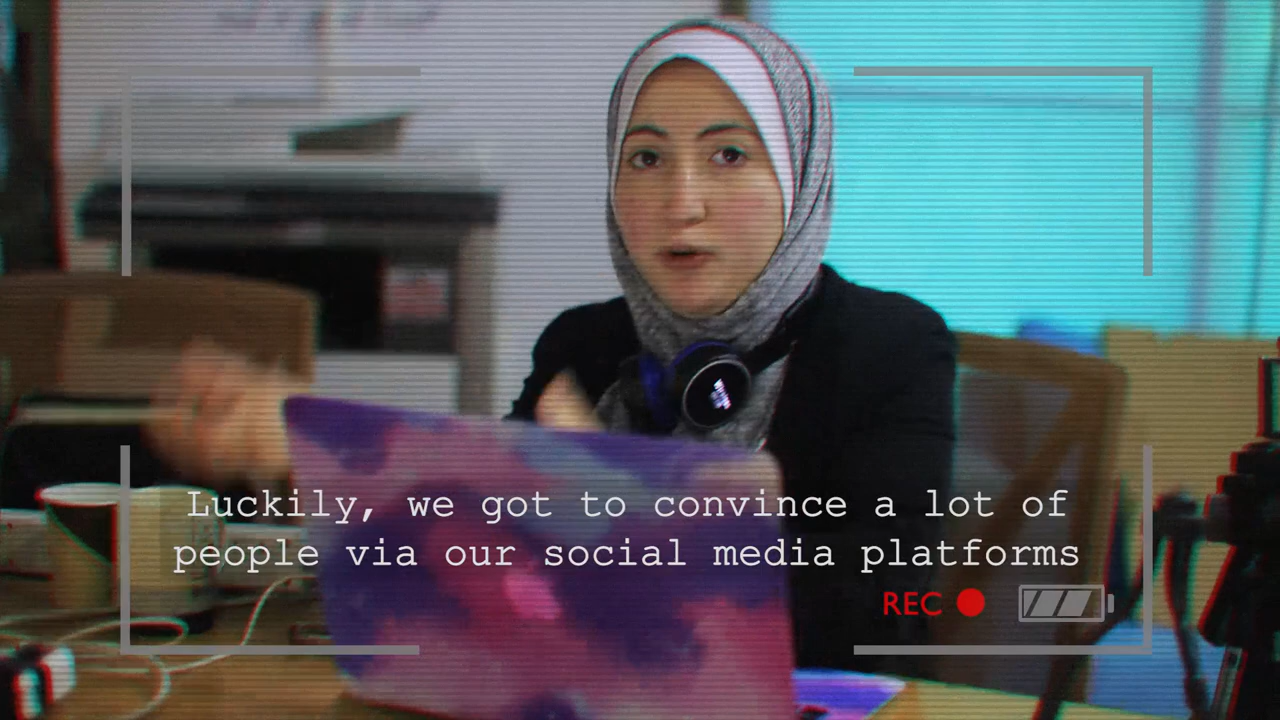 Luckily, we got to convince a lot of
people via our social media platforms
REC